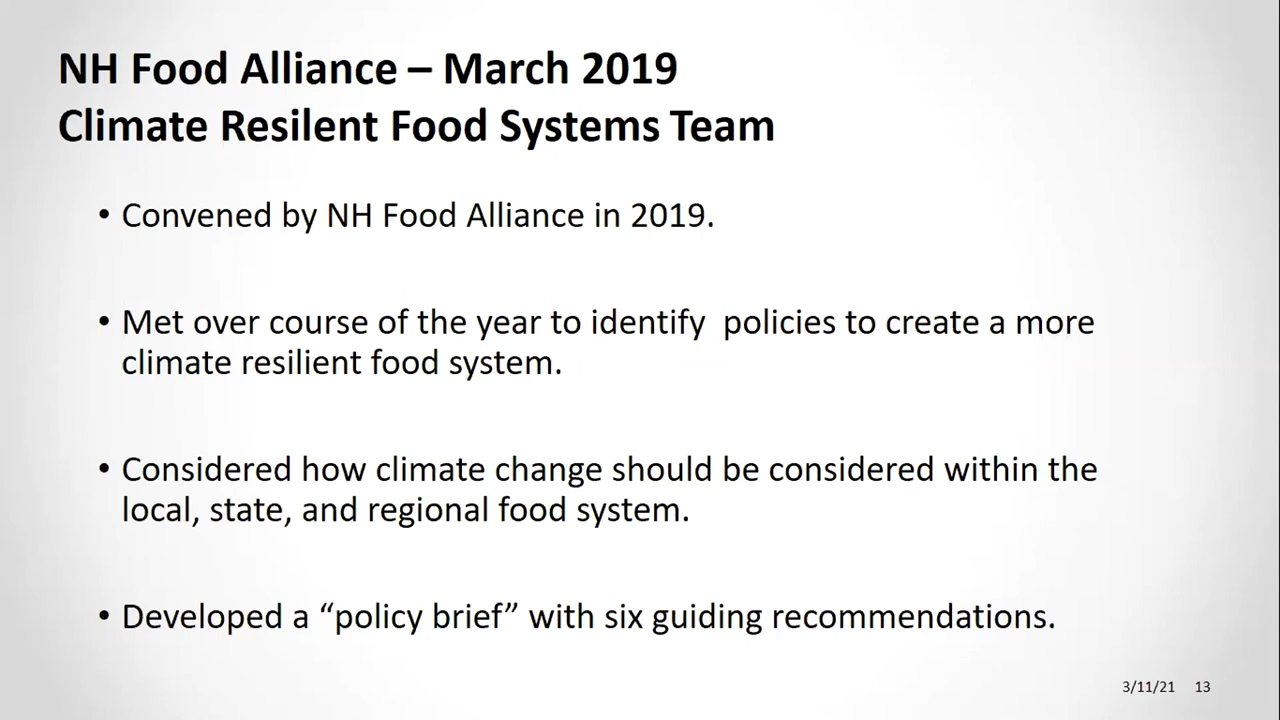 NH Food Alliance – March 2019
Climate Resilent Food Systems Team
• Convened by NH Food Alliance in 2019.
• Met over course of the year to identify  policies to create a more
climate resilient food system.
• Considered how climate change should be considered within the
local, state, and regional food system.
• Developed a “policy brief” with six guiding recommendations.
3/11/21 13